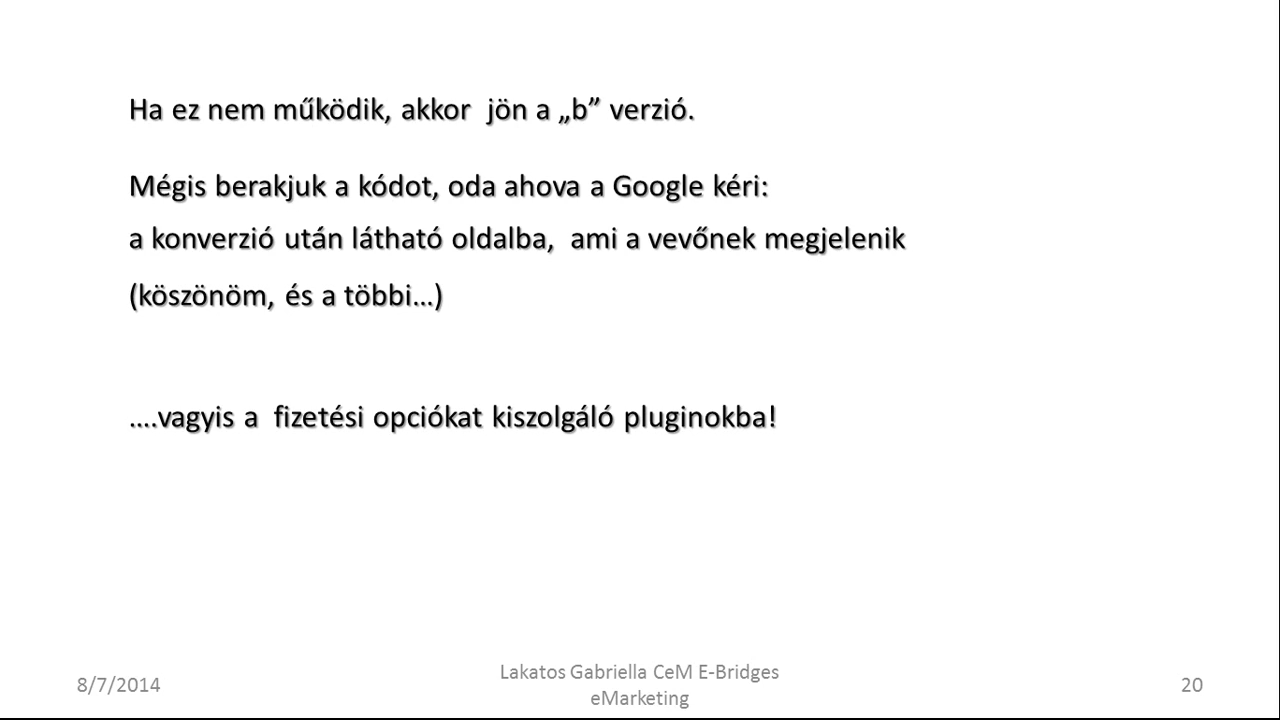 Ha ez nem működik, akkor  jön a „b” verzió.
Mégis berakjuk a kódot, oda ahova a Google kéri:
a konverzió után látható oldalba,  ami a vevőnek megjelenik
(köszönöm, és a többi…)
….vagyis a  fizetési opciókat kiszolgáló pluginokba!
8/7/2014
Lakatos Gabriella CeM E-Bridges
eMarketing
20